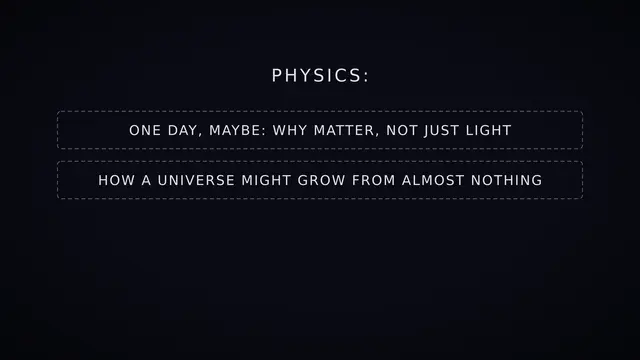 PHYSICS:
ONE DAY, MAYBE: WHY MATTER, NOT JUST LIGHT
HOW A UNIVERSE MIGHT GROW FROM ALMOST NOTHING